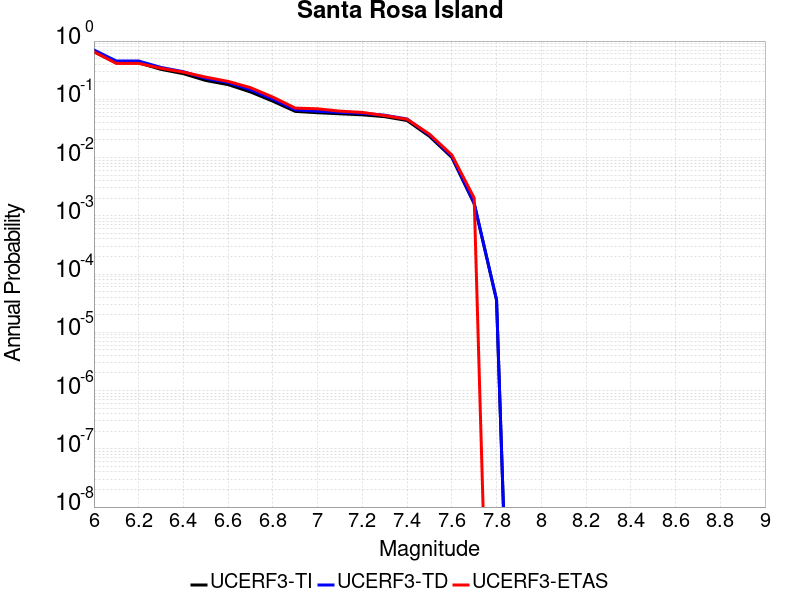 Santa Rosa Island
10^0
10^-1
10^-2
10^-3
10^-4
10^-5
10^-6
10^-7
10^-8
Annual Probability
6 6.2 6.4 6.6 6.8 7 7.2 7.4 7.6 7.8 8 8.2 8.4 8.6 8.8 9
Magnitude
UCERF3-TI UCERF3-TD UCERF3-ETAS